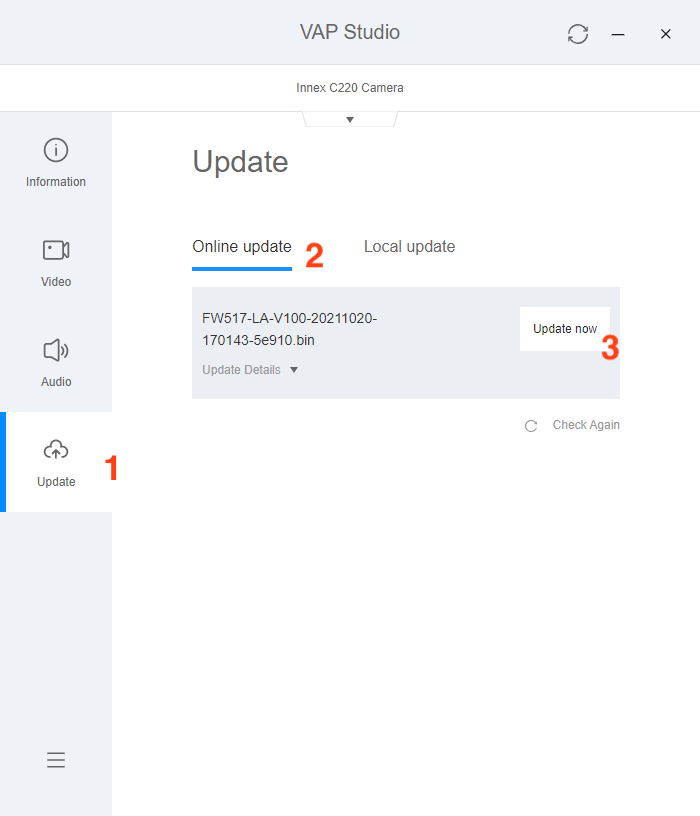 VAP Studio
Innex C220 Camera
Information
Video
Audio
Update
1
Update
Online update
2
Local update
FW517-LA-V100-20211020-
170143-5e910.bin
Update Details
Update now
3
Check Again